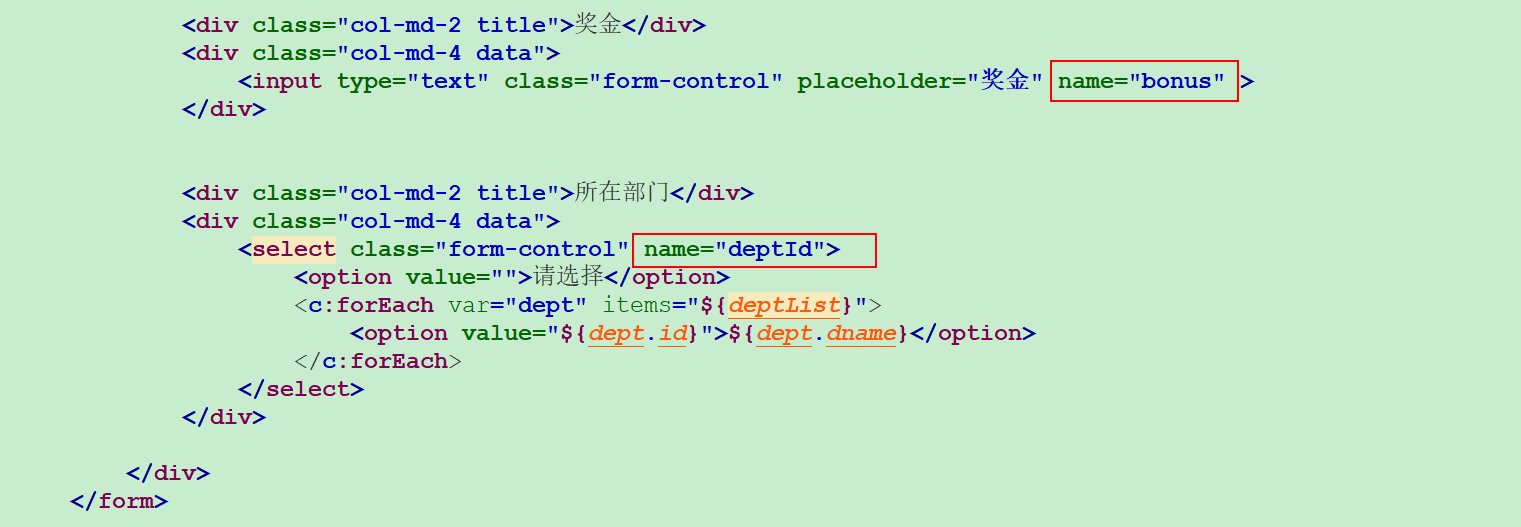 <div class="col-md-2 title">奖金</div>
<div class="col-md-4 data">
<input type="text" class="form-control" placeholder="奖金" name="bonus" >
</div>
<div class="col-md-2 title">所在部门</div>
<div class="col-md-4 data">
<select class="form-control" name="deptId">
<option value="">请选择</option>
<c:forEach var="dept" items="${deptList}">
<option value="${dept.id}">${dept.dname}</option>
</c:forEach>
</select>
</div>
</div>
</form>